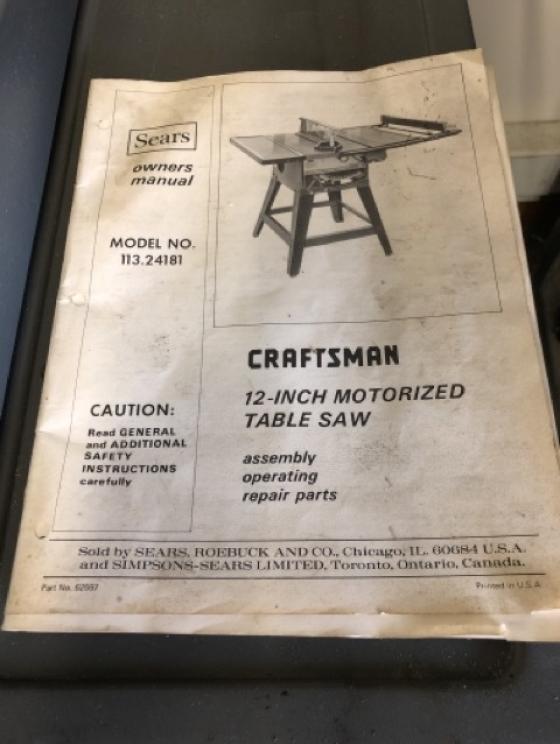 Sears
owners
manual
MODEL NO.
113.24181
CAUTION:
Read GENERAL
and ADDITIONAL
SAFETY
INSTRUCTIONS
carefully
CRAFTSMAN
12-INCH MOTORIZED
TABLE SAW
assembly
operating
repair parts
Sold by SEARS, ROEBUCK AND CO., Chicago, IL. 60684 U.S.A.
and SIMPSONS-SEARS LIMITED, Toronto, Ontario, Canada.
Part No.
Printed in U.S.A.